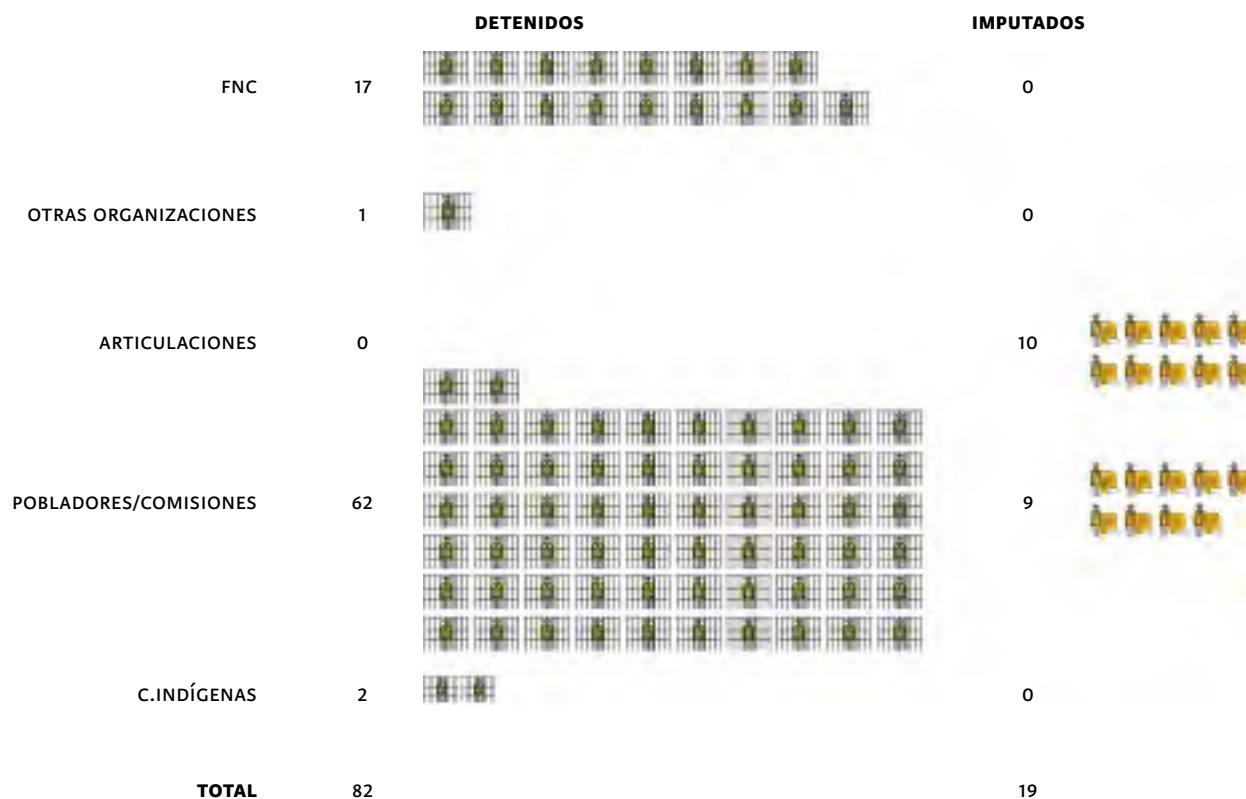 DETENIDOS IMPUTADOS
FNC 17 0
OTRAS ORGANIZACIONES 1 0
ARTICULACIONES 0 10
POBLADORES/COMISIONES 62 9
C.INDÍGENAS 2 0
TOTAL 82 19